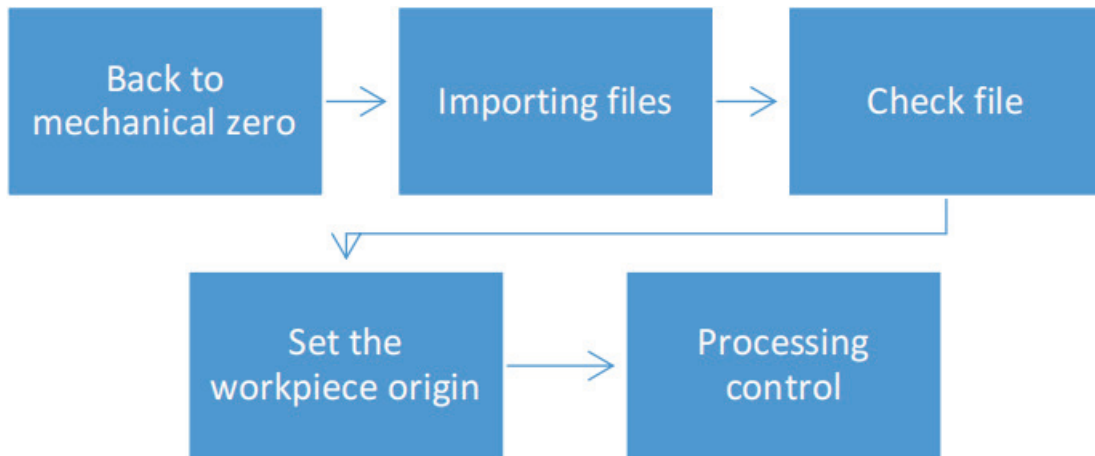 Back to
mechanical zero
Importing files
Check file
Set the
workpiece origin
Processing
control